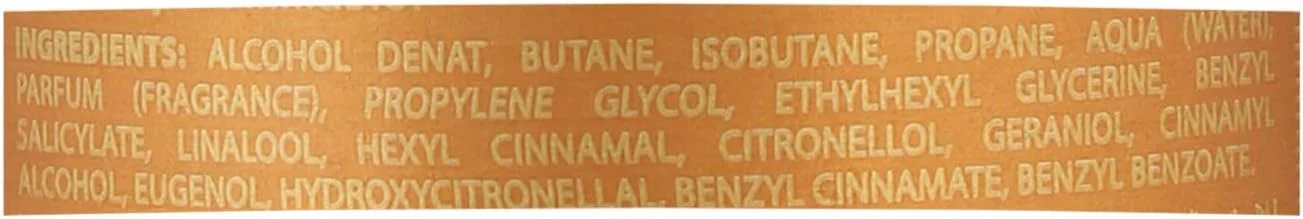 INGREDIENTS: ALCOHOL DENAT, BUTANE, ISOBUTANE, PROPANE, AQUA (WATER),
PARFUM (FRAGRANCE), PROPYLENE GLYCOL, ETHYLHEXYL GLYCERINE, BENZYL
SALICYLATE, LINALOOL, HEXYL CINNAMAL, CITRONELLOL, GERANIOL, CINNAMYL
ALCOHOL, EUGENOL, HYDROXYCITRONELLAL, BENZYL CINNAMATE, BENZYL BENZOATE.